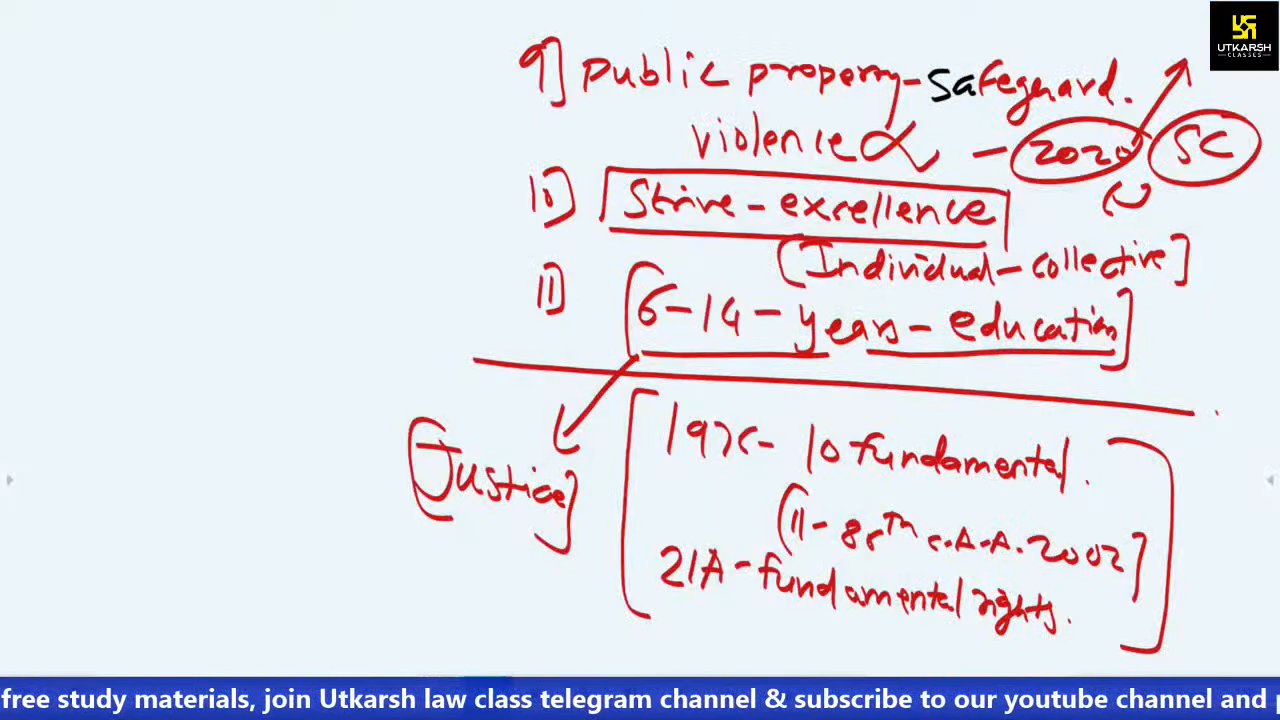 UTKARSH
CLASSES
9] public property - safeguard.
violence - 2020 SC
10] Strive - excellence
[Individual - collective]
11] [6-14 - years - education]
[Justice]
197 - 10 fundamental.
(11 - 86th C.A.A. 2002]
21A - fundamental rights.
free study materials, join Utkarsh law class telegram channel & subscribe to our youtube channel and